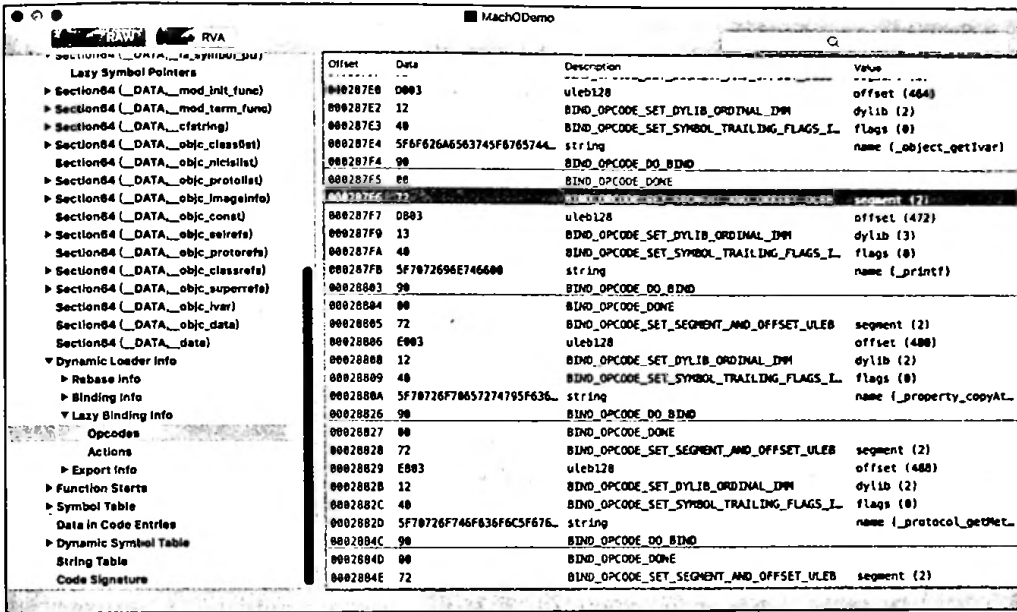 MachODemo
RAW RVA
Lazy Symbol Pointers
Section64 (__DATA,__mod_init_func)
Section64 (__DATA,__mod_term_func)
Section64 (__DATA,__cfstring)
Section64 (__DATA,__objc_classlist)
Section64 (__DATA,__objc_nlclslist)
Section64 (__DATA,__objc_protolist)
Section64 (__DATA,__objc_imageinfo)
Section64 (__DATA,__objc_const)
Section64 (__DATA,__objc_selrefs)
Section64 (__DATA,__objc_protorefs)
Section64 (__DATA,__objc_classrefs)
Section64 (__DATA,__objc_superrefs)
Section64 (__DATA,__objc_ivar)
Section64 (__DATA,__objc_data)
Section64 (__DATA,__data)
Dynamic Loader Info
Rebase Info
Binding Info
Lazy Binding Info
Opcodes
Actions
Export Info
Function Starts
Symbol Table
Data in Code Entries
Dynamic Symbol Table
String Table
Code Signature
Offset Data Description Value
000287E0 D003 uleb128 offset (464)
000287E2 12 BIND_OPCODE_SET_DYLIB_ORDINAL_IMM dylib (2)
000287E3 40 BIND_OPCODE_SET_SYMBOL_TRAILING_FLAGS_I… flags (0)
000287E4 5F6F626A6563745F6765744… string name (_object_getIvar)
000287F4 90 BIND_OPCODE_DO_BIND
000287F5 00 BIND_OPCODE_DONE
000287F6 72 BIND_OPCODE_SET_SEGMENT_AND_OFFSET_ULEB segment (2)
000287F7 D803 uleb128 offset (472)
000287F9 13 BIND_OPCODE_SET_DYLIB_ORDINAL_IMM dylib (3)
000287FA 40 BIND_OPCODE_SET_SYMBOL_TRAILING_FLAGS_I… flags (0)
000287FB 5F7072696E746600 string name (_printf)
00028803 90 BIND_OPCODE_DO_BIND
00028804 00 BIND_OPCODE_DONE
00028805 72 BIND_OPCODE_SET_SEGMENT_AND_OFFSET_ULEB segment (2)
00028806 E003 uleb128 offset (480)
00028808 12 BIND_OPCODE_SET_DYLIB_ORDINAL_IMM dylib (2)
00028809 40 BIND_OPCODE_SET_SYMBOL_TRAILING_FLAGS_I… flags (0)
0002880A 5F70726F70657274795F636… string name (_property_copyAt…
00028826 90 BIND_OPCODE_DO_BIND
00028827 00 BIND_OPCODE_DONE
00028828 72 BIND_OPCODE_SET_SEGMENT_AND_OFFSET_ULEB segment (2)
00028829 E803 uleb128 offset (488)
0002882B 12 BIND_OPCODE_SET_DYLIB_ORDINAL_IMM dylib (2)
0002882C 40 BIND_OPCODE_SET_SYMBOL_TRAILING_FLAGS_I… flags (0)
0002882D 5F70726F746F636F6C5F676… string name (_protocol_getMet…
0002884C 90 BIND_OPCODE_DO_BIND
0002884D 00 BIND_OPCODE_DONE
0002884E 72 BIND_OPCODE_SET_SEGMENT_AND_OFFSET_ULEB segment (2)